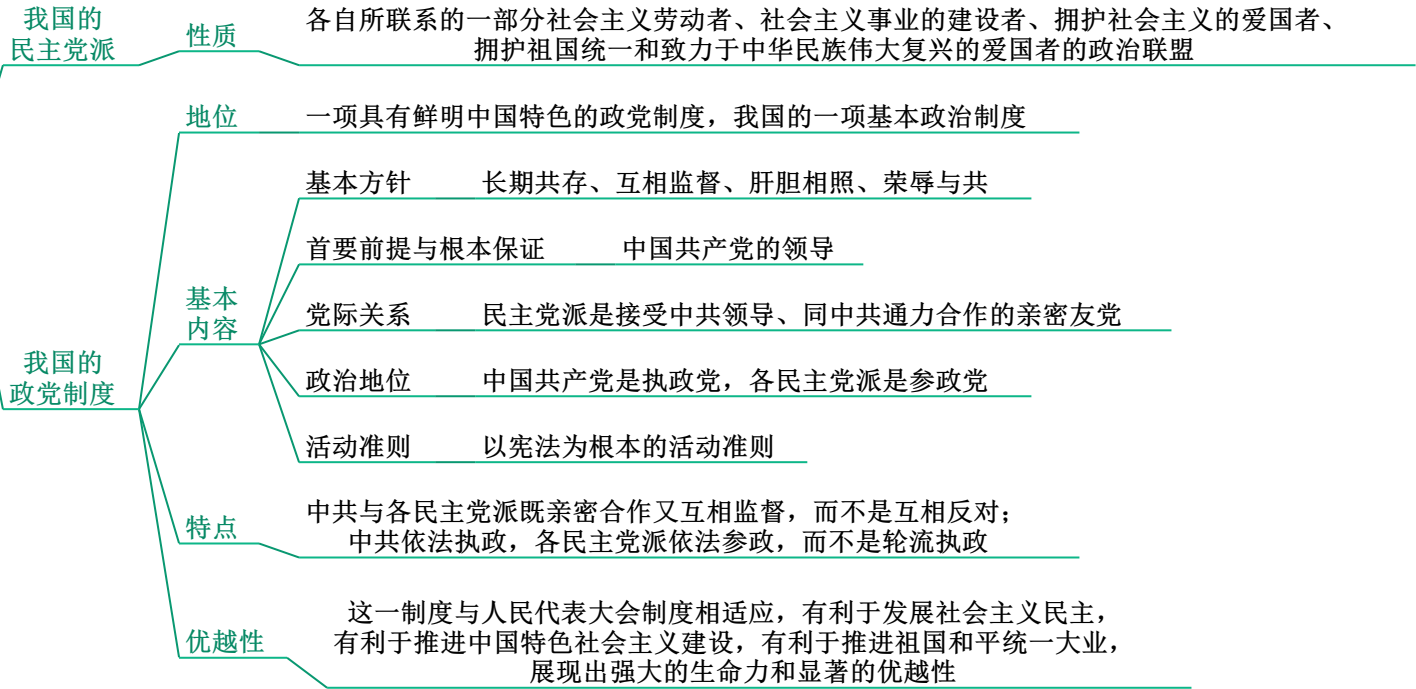 我国的
民主党派
性质
各自所联系的一部分社会主义劳动者、社会主义事业的建设者、拥护社会主义的爱国者、
拥护祖国统一和致力于中华民族伟大复兴的爱国者的政治联盟
我国的
政党制度
地位
一项具有鲜明中国特色的政党制度，我国的一项基本政治制度
基本
内容
基本方针 长期共存、互相监督、肝胆相照、荣辱与共
首要前提与根本保证 中国共产党的领导
党际关系 民主党派是接受中共领导、同中共通力合作的亲密友党
政治地位 中国共产党是执政党，各民主党派是参政党
活动准则 以宪法为根本的活动准则
特点
中共与各民主党派既亲密合作又互相监督，而不是互相反对；
中共依法执政，各民主党派依法参政，而不是轮流执政
优越性
这一制度与人民代表大会制度相适应，有利于发展社会主义民主，
有利于推进中国特色社会主义建设，有利于推进祖国和平统一大业，
展现出强大的生命力和显著的优越性